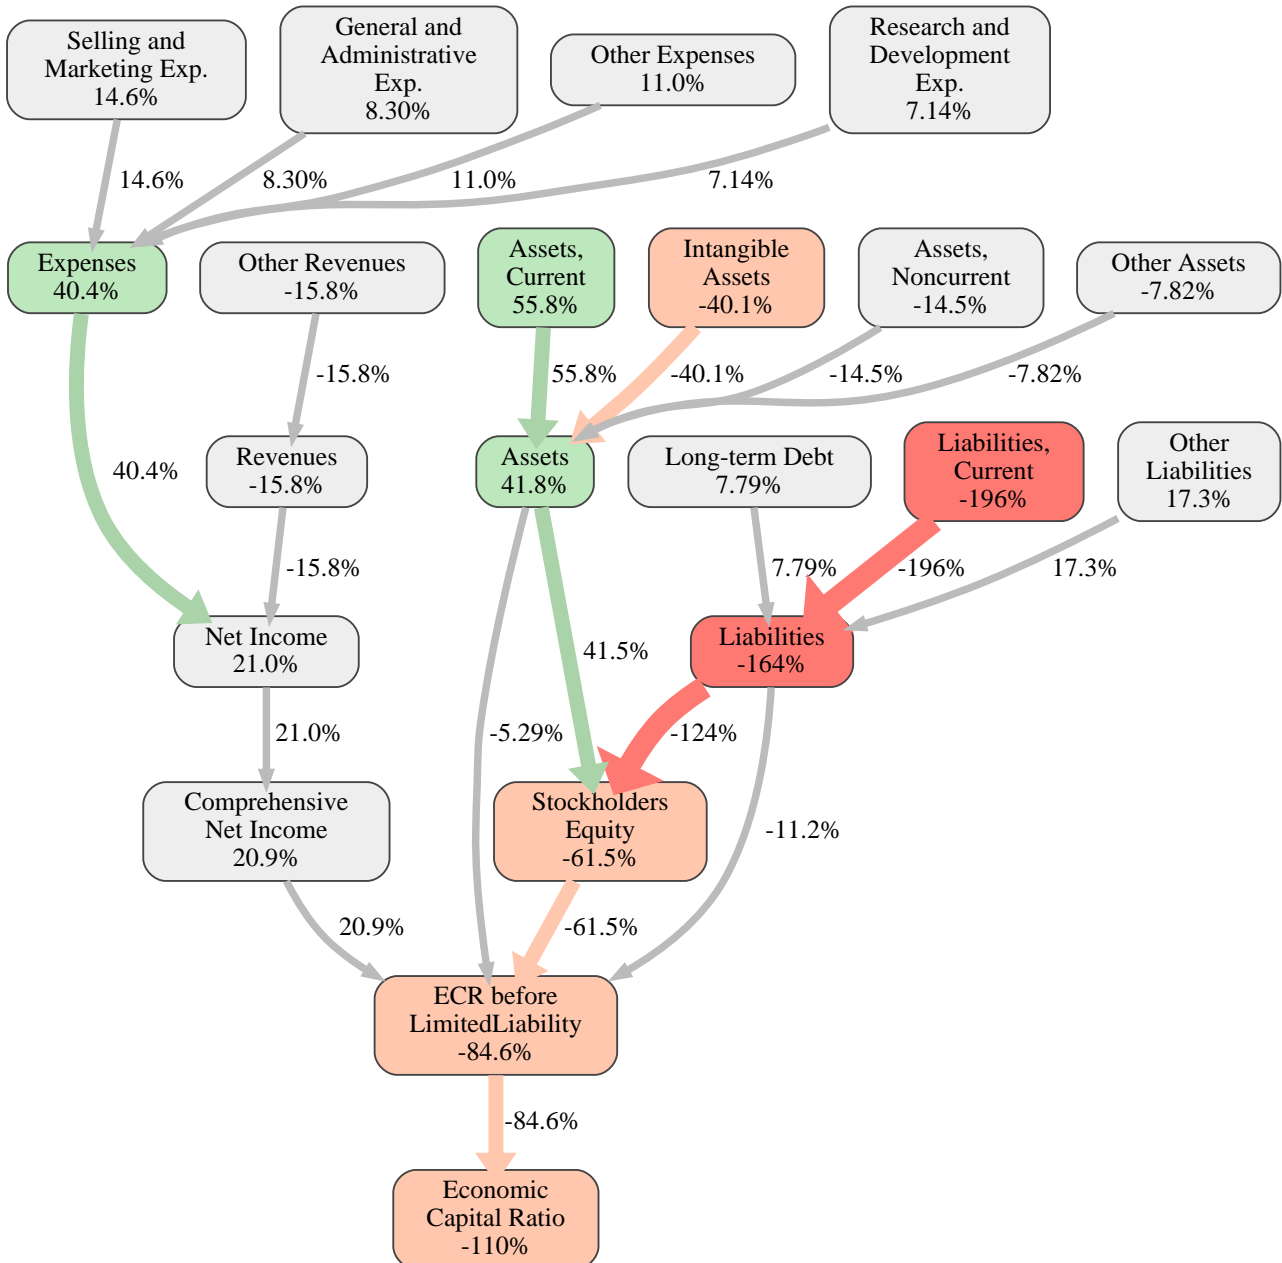 Selling and
Marketing Exp.
14.6%
General and
Administrative
Exp.
8.30%
Other Expenses
11.0%
Research and
Development
Exp.
7.14%
14.6%
8.30%
11.0%
7.14%
Expenses
40.4%
Other Revenues
-15.8%
Assets,
Current
55.8%
Intangible
Assets
-40.1%
Assets,
Noncurrent
-14.5%
Other Assets
-7.82%
-15.8%
55.8%
-40.1%
-14.5%
-7.82%
40.4%
Revenues
-15.8%
Assets
41.8%
Long-term Debt
7.79%
Liabilities,
Current
-196%
Other
Liabilities
17.3%
-15.8%
7.79%
-196%
17.3%
Net Income
21.0%
41.5%
Liabilities
-164%
21.0%
-5.29%
-124%
Comprehensive
Net Income
20.9%
Stockholders
Equity
-61.5%
-11.2%
20.9%
-61.5%
ECR before
LimitedLiability
-84.6%
-84.6%
Economic
Capital Ratio
-110%